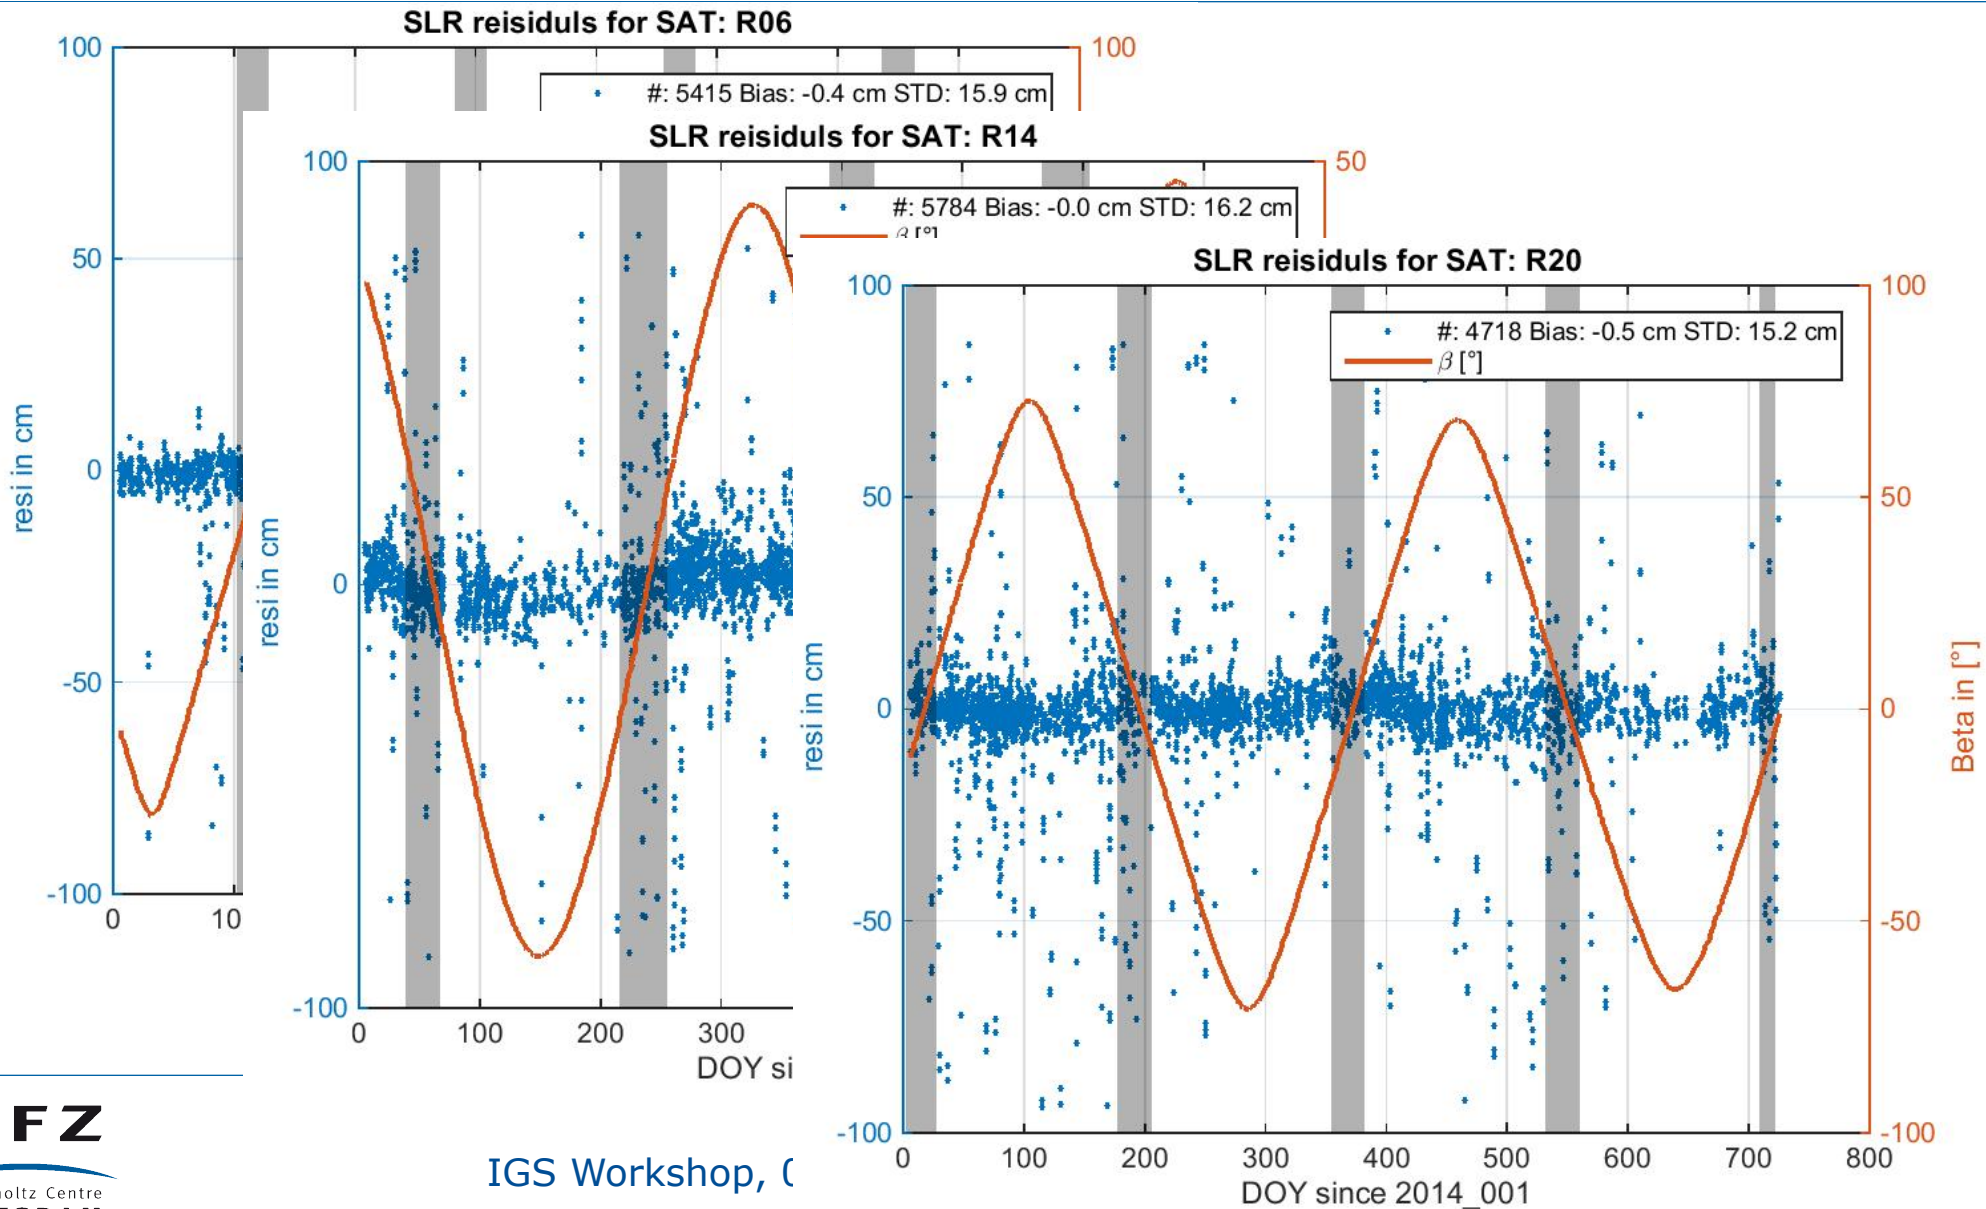 SLR reisiduls for SAT: R06
100
50
0
-50
-100
resi in cm
0
10
100
#: 5415 Bias: -0.4 cm STD: 15.9 cm
SLR reisiduls for SAT: R14
100
0
-100
resi in cm
0 100 200 300
DOY si
50
#: 5784 Bias: -0.0 cm STD: 16.2 cm
β [°]
SLR reisiduls for SAT: R20
100
50
0
-50
-100
resi in cm
#: 4718 Bias: -0.5 cm STD: 15.2 cm
β [°]
100
50
0
-50
-100
Beta in [°]
0 100 200 300 400 500 600 700 800
DOY since 2014_001
FZ
oltz Centre
IGS Workshop, 0